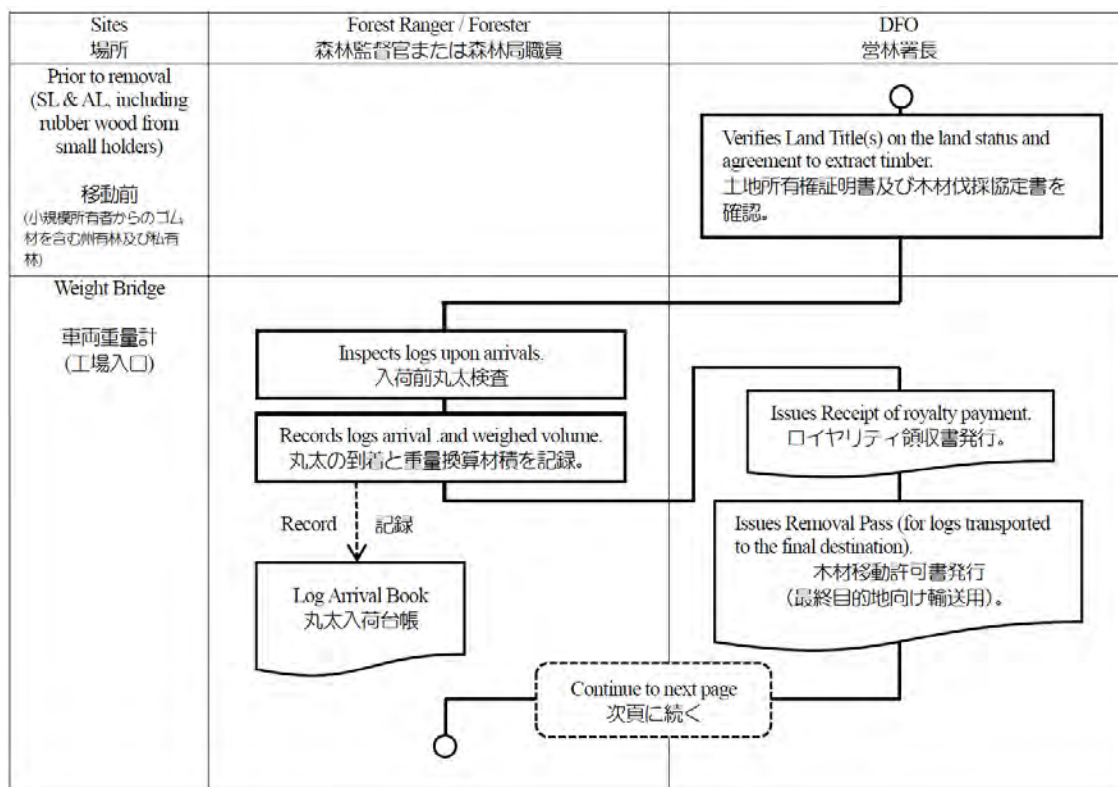 Sites
場所
Forest Ranger / Forester
森林監督官または森林局職員
DFO
営林署長
Prior to removal
(SL & AL, including
rubber wood from
small holders)
移動前
(小規模所有者からのゴム
材を含む州有林及び私有
林)
Verifies Land Title(s) on the land status and
agreement to extract timber.
土地所有権証明書及び木材伐採協定書を
確認。
Weight Bridge
車両重量計
(工場入口)
Inspects logs upon arrivals.
入荷前丸太検査
Records logs arrival .and weighed volume.
丸太の到着と重量換算材積を記録。
Record 記録
Log Arrival Book
丸太入荷台帳
Issues Receipt of royalty payment.
ロイヤリティ領収書発行。
Issues Removal Pass (for logs transported
to the final destination).
木材移動許可書発行
(最終目的地向け輸送用)。
Continue to next page
次頁に続く